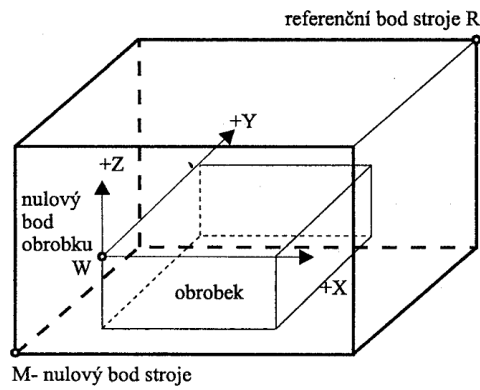 referenční bod stroje R
+Y
+Z
nulový
bod
obrobku
W
obrobek
+X
M- nulový bod stroje